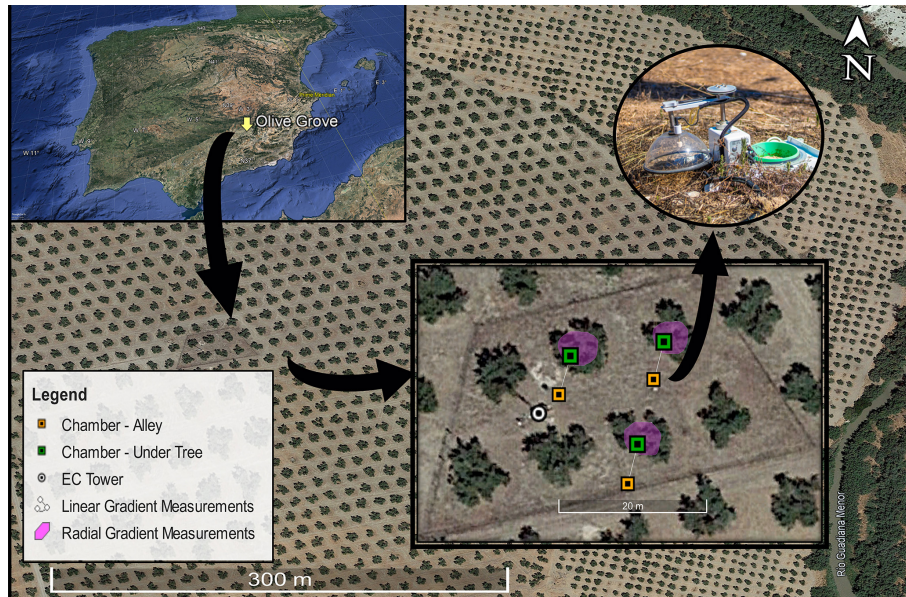 Olive Grove
N
Legend
Chamber - Alley
Chamber - Under Tree
EC Tower
Linear Gradient Measurements
Radial Gradient Measurements
20 m
300 m
Río Guadiana Menor